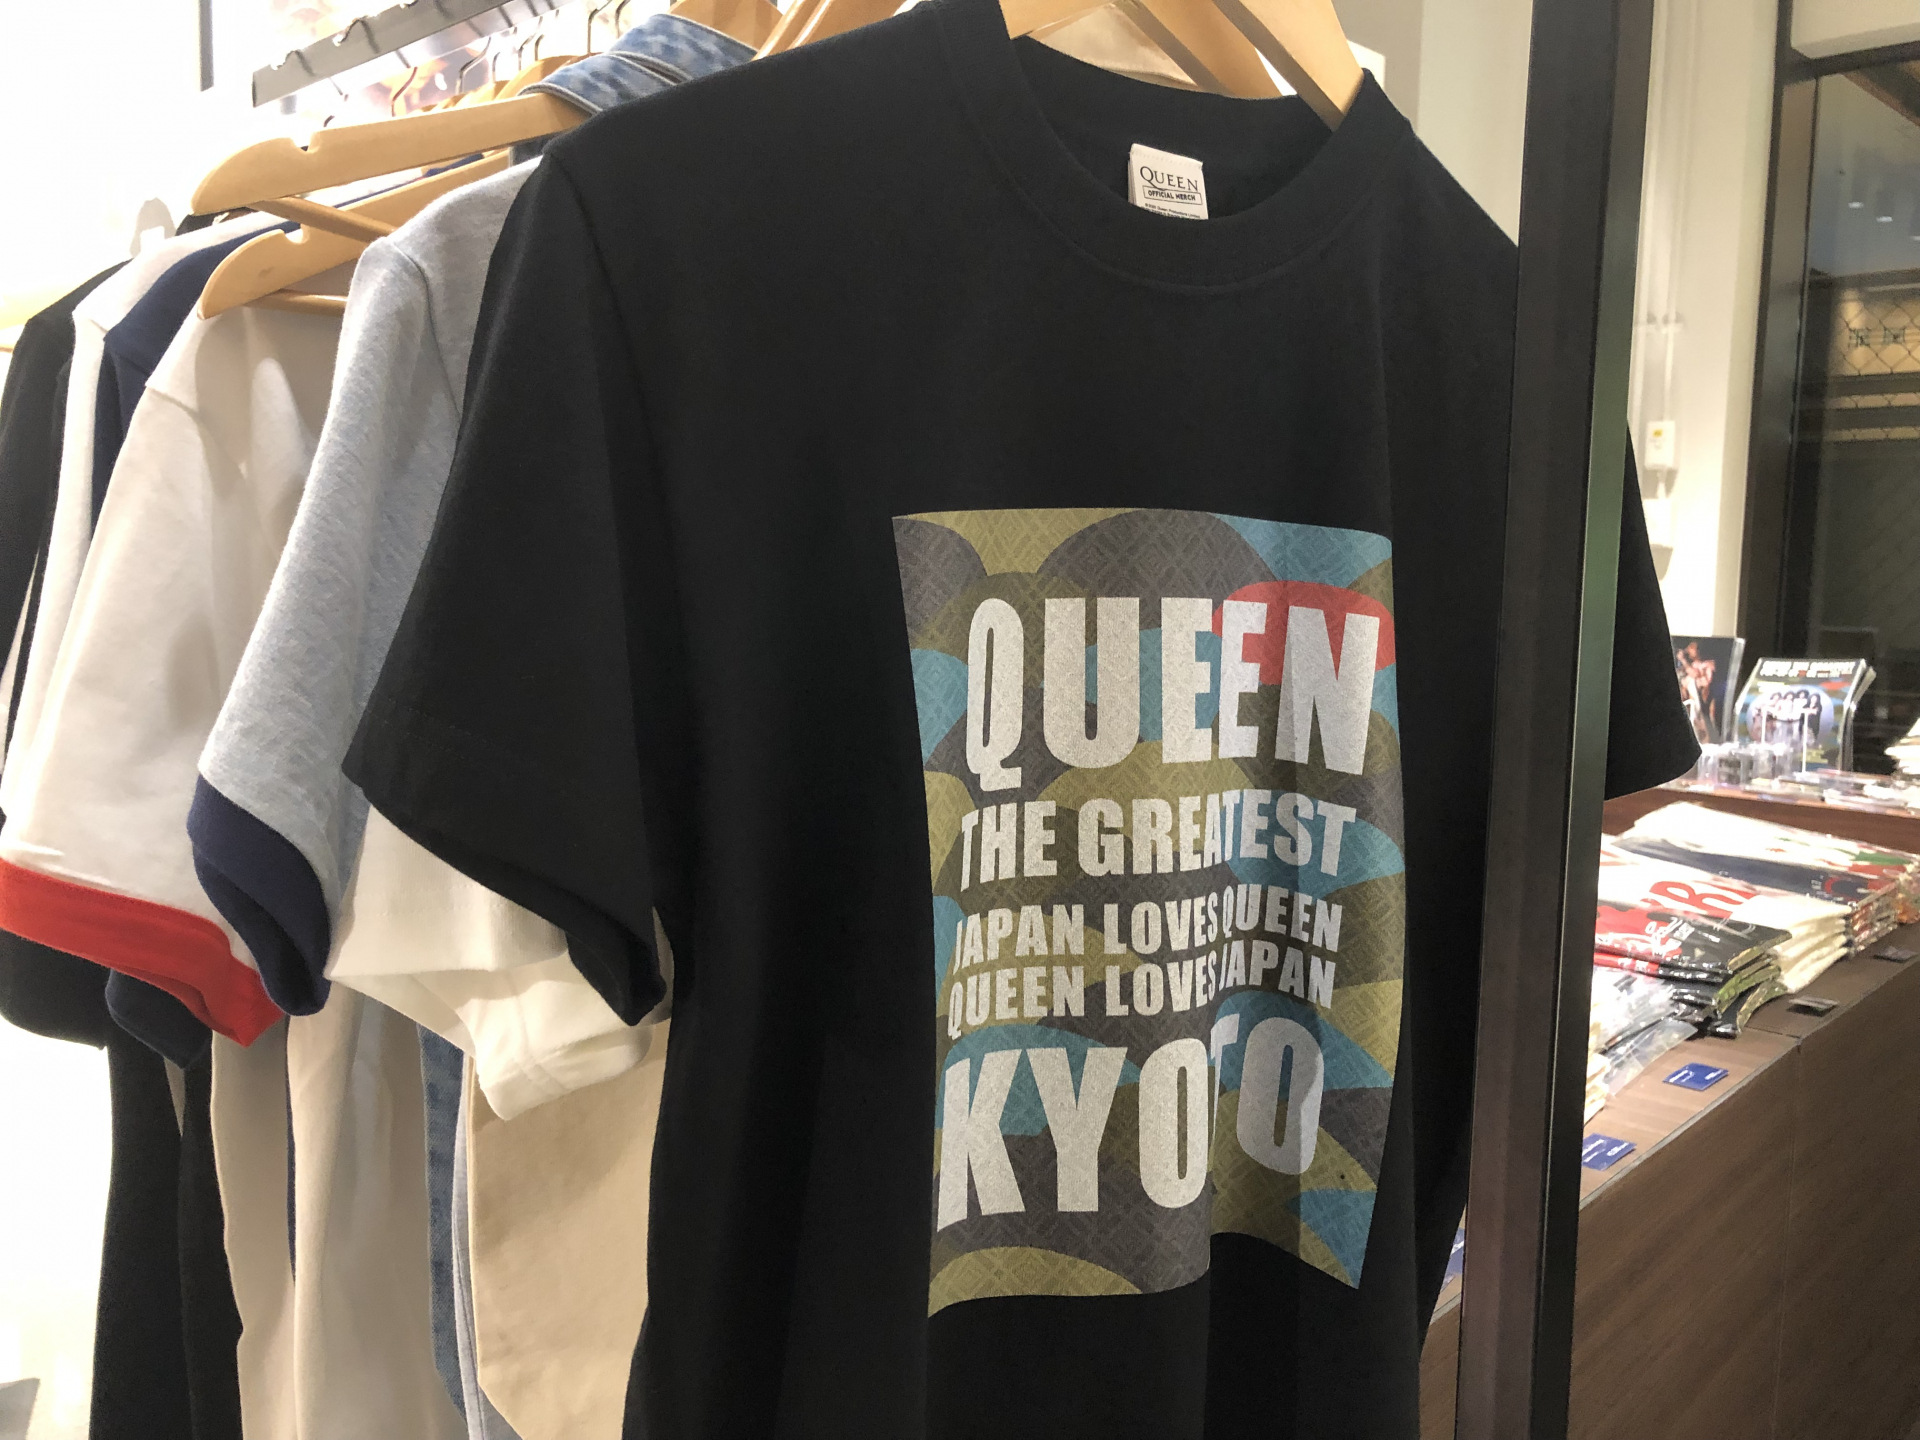 QUEEN
OFFICIAL MERCH
QUEEN
THE GREATEST
JAPAN LOVES QUEEN
QUEEN LOVES JAPAN
KYOTO